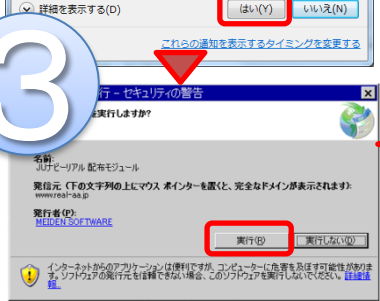 詳細を表示する(D)
はい(Y)
いいえ(N)
これらの通知を表示するタイミングを変更する
3
行 - セキュリティの警告
を実行しますか?
名前:
JUナビーリアル 配布モジュール
発信元 (下の文字列の上にマウス ポインターを置くと、完全なドメインが表示されます):
www.real-aa.jp
発行者(P):
MEIDEN SOFTWARE
実行(R)
実行しない(D)
インターネットからのアプリケーションは便利ですが、コンピューターに危害を及ぼす可能性がありま
す。ソフトウェアの発行元を信頼できない場合、このソフトウェアを実行しないでください。詳細情
報...